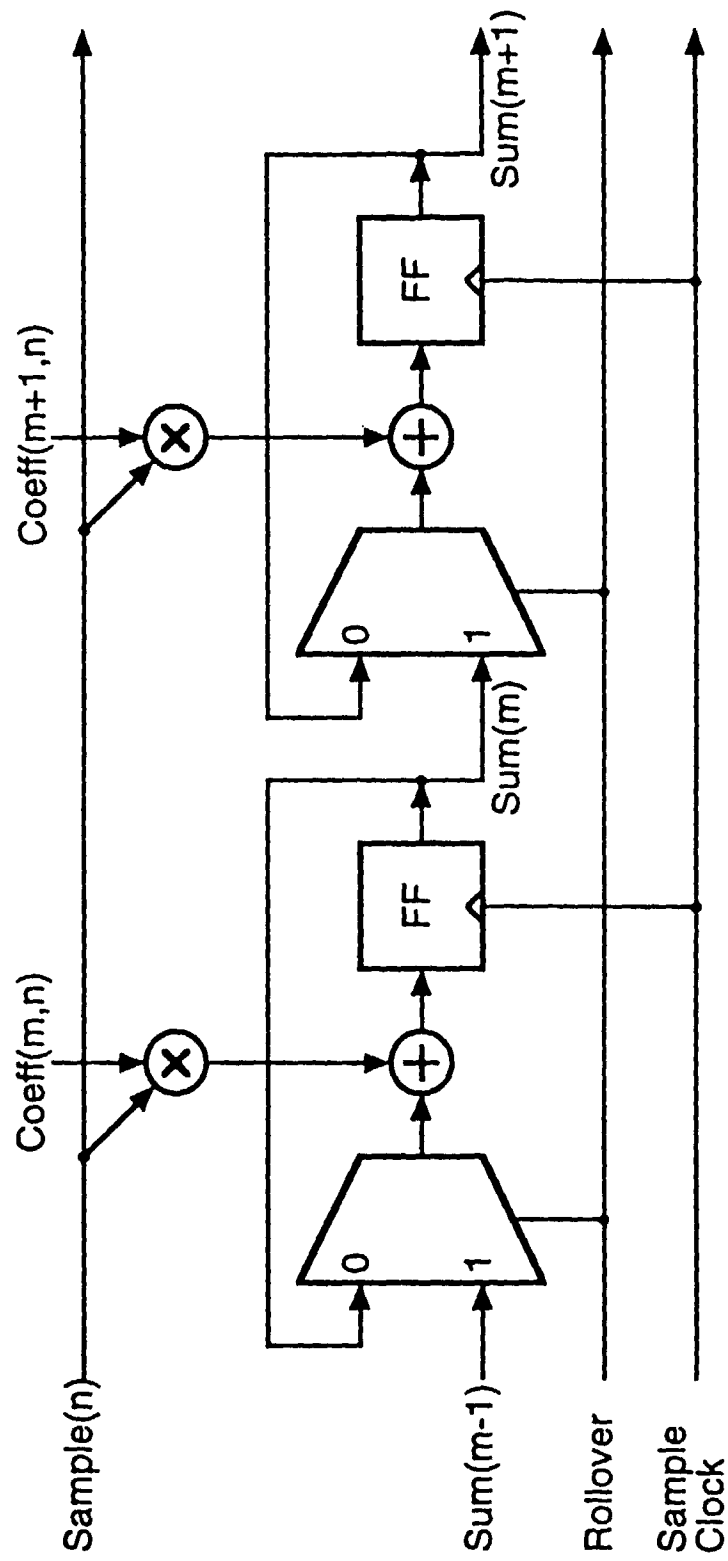 Coeff(m,n)
Coeff(m+1,n)
Sample(n)
×
×
0
1
+
FF
0
1
+
FF
Sum(m-1)
Sum(m)
Sum(m+1)
Rollover
Sample
Clock